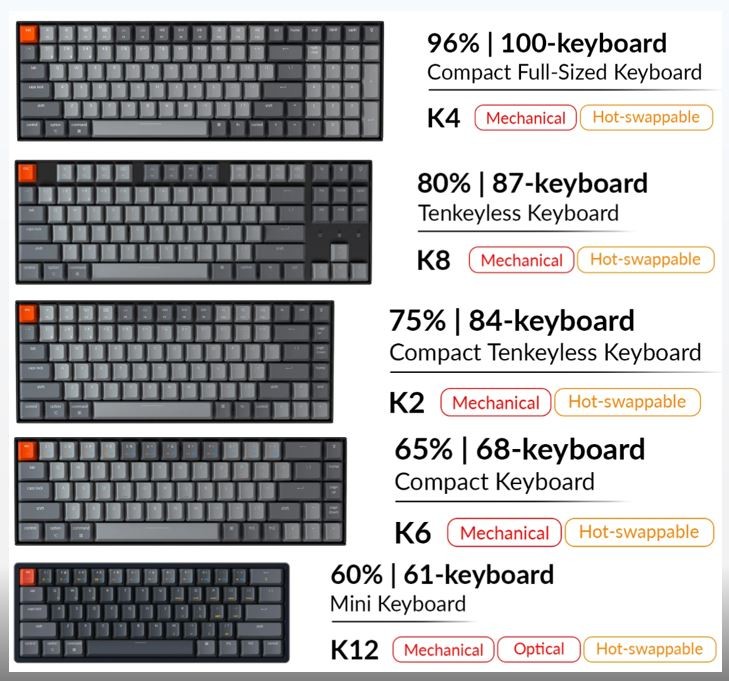 96% | 100-keyboard
Compact Full-Sized Keyboard
K4 Mechanical Hot-swappable
80% | 87-keyboard
Tenkeyless Keyboard
K8 Mechanical Hot-swappable
75% | 84-keyboard
Compact Tenkeyless Keyboard
K2 Mechanical Hot-swappable
65% | 68-keyboard
Compact Keyboard
K6 Mechanical Hot-swappable
60% | 61-keyboard
Mini Keyboard
K12 Mechanical Optical Hot-swappable